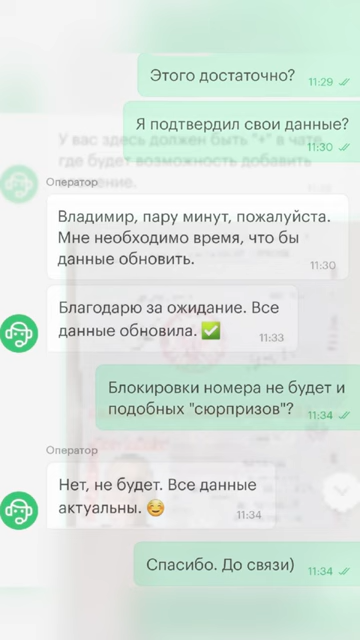 Этого достаточно?
11:29
Я подтвердил свои данные?
11:30
У вас здесь должен быть "+" в чате,
где будет возможность добавить
Оператор
Владимир, пару минут, пожалуйста.
Мне необходимо время, что бы
данные обновить.
11:30
Благодарю за ожидание. Все
данные обновила. ✅
11:33
Блокировки номера не будет и
подобных "сюрпризов"?
11:34
Оператор
Нет, не будет. Все данные
актуальны. ☺️
11:34
Спасибо. До связи)
11:34